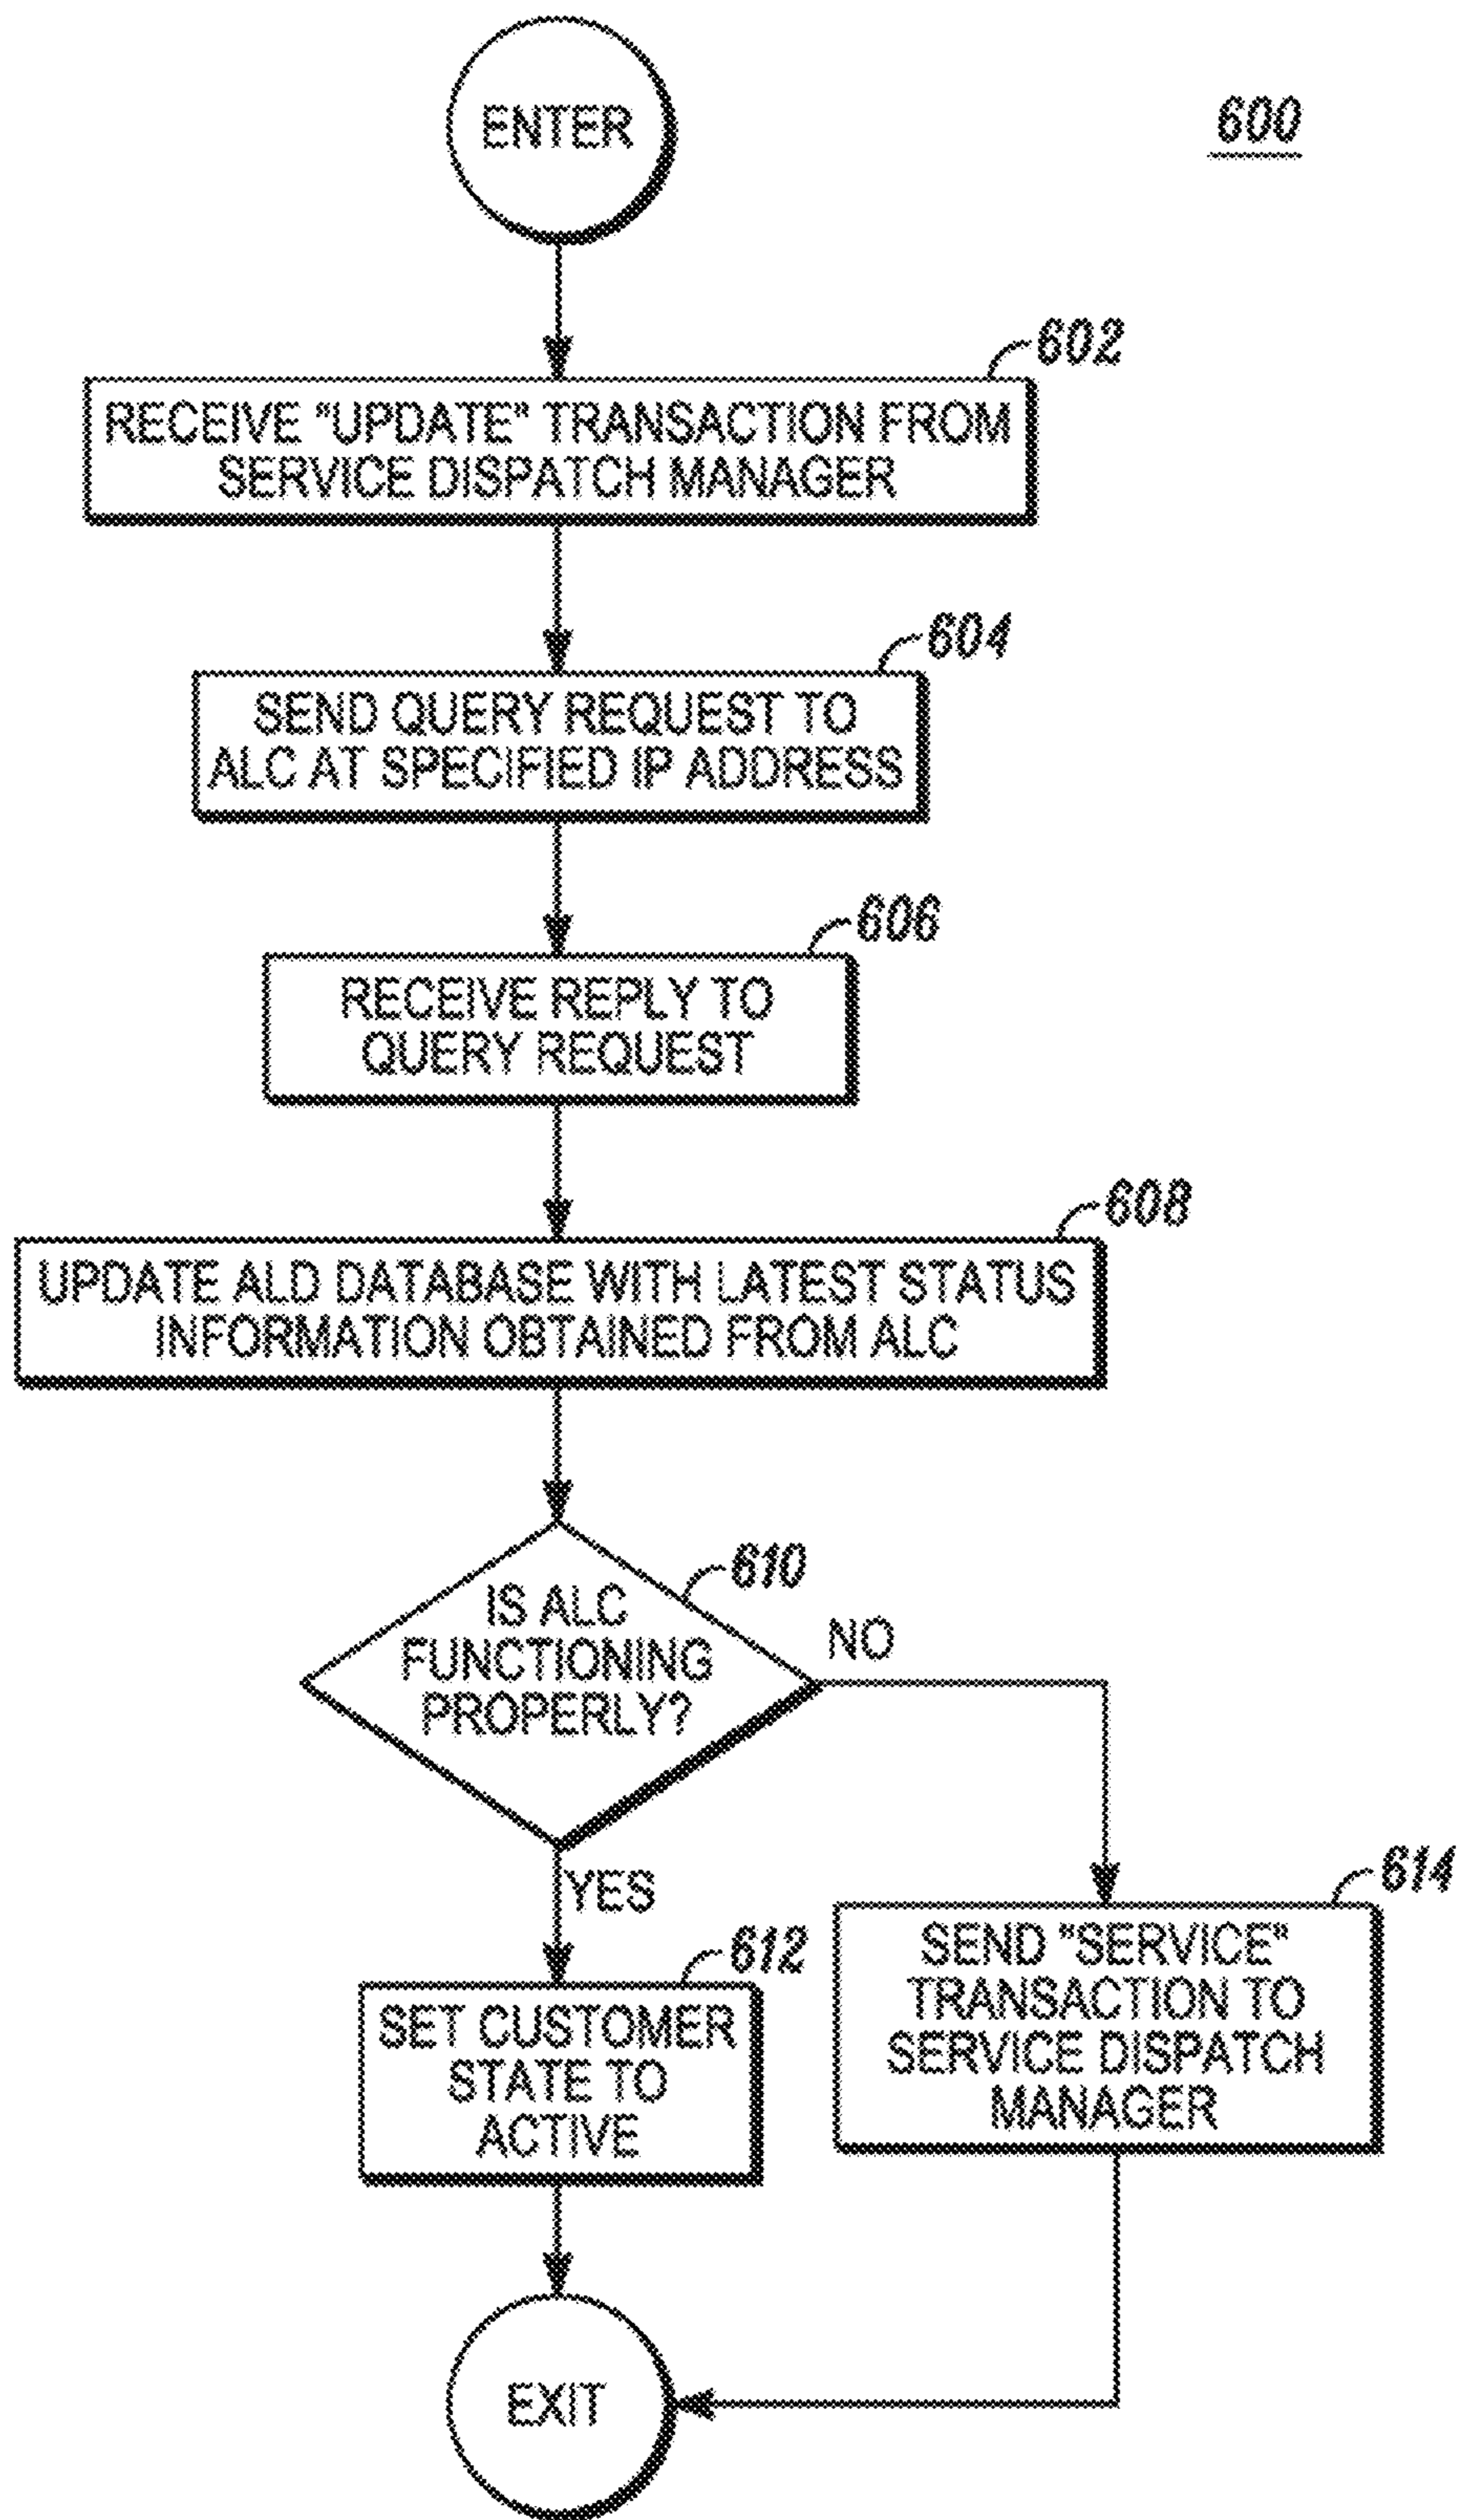 ENTER
600
602
RECEIVE “UPDATE” TRANSACTION FROM
SERVICE DISPATCH MANAGER
604
SEND QUERY REQUEST TO
ALC AT SPECIFIED IP ADDRESS
606
RECEIVE REPLY TO
QUERY REQUEST
608
UPDATE ALD DATABASE WITH LATEST STATUS
INFORMATION OBTAINED FROM ALC
610
IS ALC
FUNCTIONING
PROPERLY?
NO
YES
612
SET CUSTOMER
STATE TO
ACTIVE
614
SEND "SERVICE"
TRANSACTION TO
SERVICE DISPATCH
MANAGER
EXIT